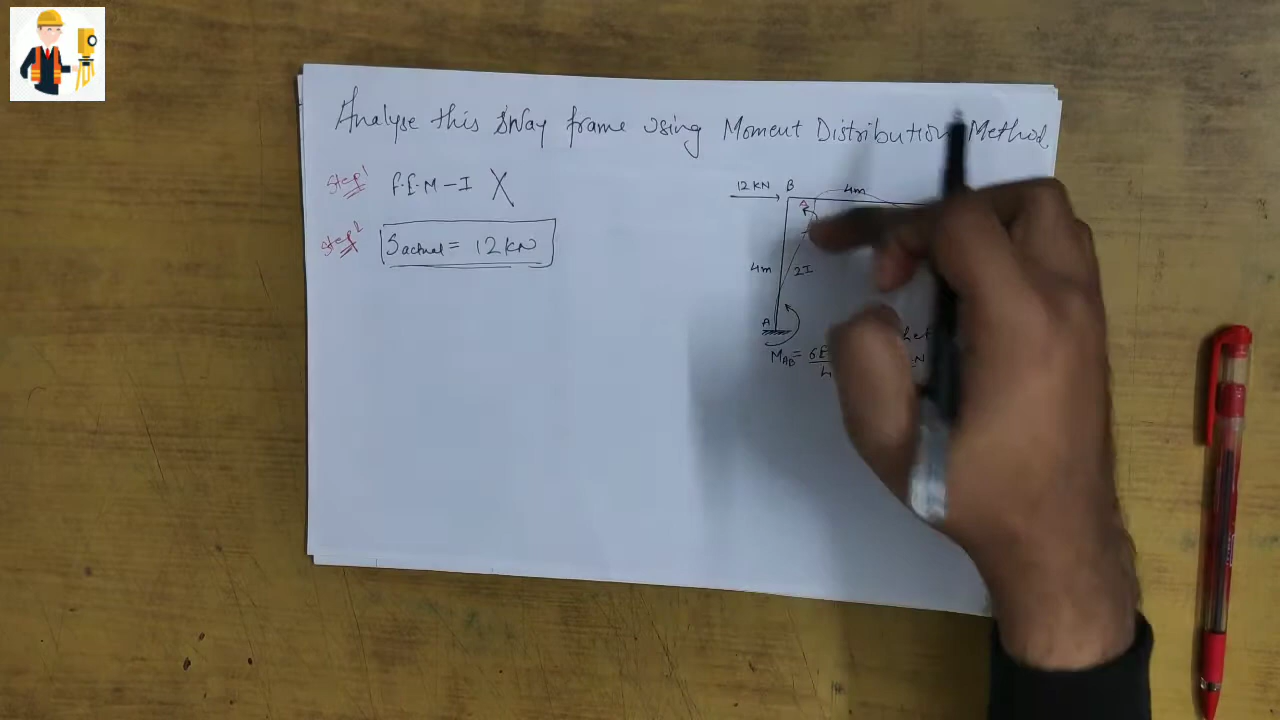 Analyse this sway frame using Moment Distribution Method
Step 1 F.E.M-I X
Step 2 Sactual = 12 kN
12 KN B 4m
4m 2I
A
MAB = 6E